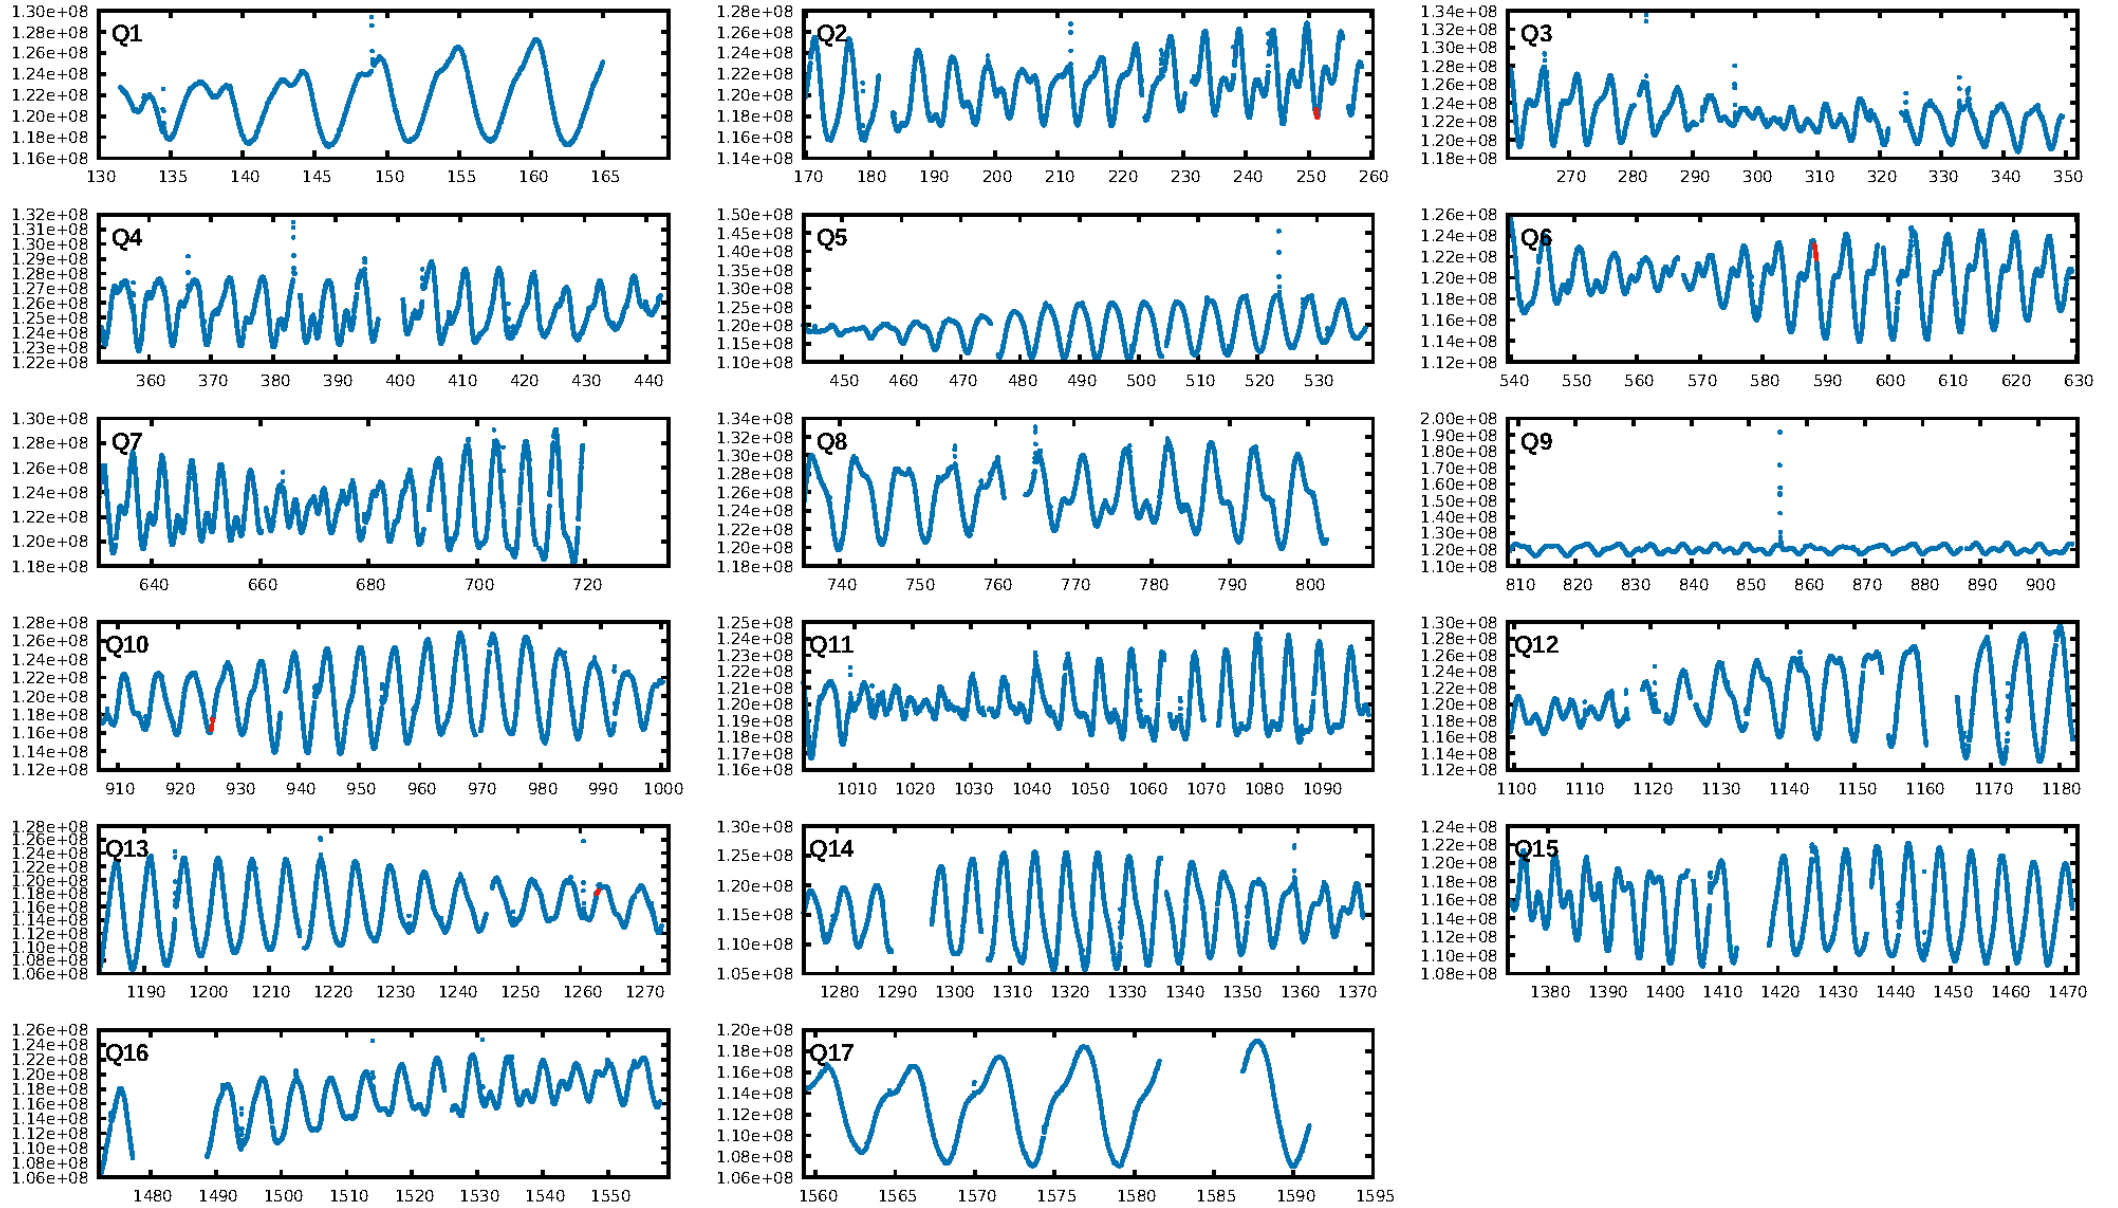 Q1
1.30e+08
1.28e+08
1.26e+08
1.24e+08
1.22e+08
1.20e+08
1.18e+08
1.16e+08
130 135 140 145 150 155 160 165
Q2
1.28e+08
1.26e+08
1.24e+08
1.22e+08
1.20e+08
1.18e+08
1.16e+08
1.14e+08
170 180 190 200 210 220 230 240 250 260
Q3
1.34e+08
1.32e+08
1.30e+08
1.28e+08
1.26e+08
1.24e+08
1.22e+08
1.20e+08
1.18e+08
270 280 290 300 310 320 330 340 350
Q4
1.32e+08
1.31e+08
1.30e+08
1.29e+08
1.28e+08
1.27e+08
1.26e+08
1.25e+08
1.24e+08
1.23e+08
1.22e+08
360 370 380 390 400 410 420 430 440
Q5
1.50e+08
1.45e+08
1.40e+08
1.35e+08
1.30e+08
1.25e+08
1.20e+08
1.15e+08
1.10e+08
450 460 470 480 490 500 510 520 530
Q6
1.26e+08
1.24e+08
1.22e+08
1.20e+08
1.18e+08
1.16e+08
1.14e+08
1.12e+08
540 550 560 570 580 590 600 610 620 630
Q7
1.30e+08
1.28e+08
1.26e+08
1.24e+08
1.22e+08
1.20e+08
1.18e+08
640 660 680 700 720
Q8
1.34e+08
1.32e+08
1.30e+08
1.28e+08
1.26e+08
1.24e+08
1.22e+08
1.20e+08
1.18e+08
740 750 760 770 780 790 800
Q9
2.00e+08
1.90e+08
1.80e+08
1.70e+08
1.60e+08
1.50e+08
1.40e+08
1.30e+08
1.20e+08
1.10e+08
810 820 830 840 850 860 870 880 890 900
Q10
1.28e+08
1.26e+08
1.24e+08
1.22e+08
1.20e+08
1.18e+08
1.16e+08
1.14e+08
1.12e+08
910 920 930 940 950 960 970 980 990 1000
Q11
1.25e+08
1.24e+08
1.23e+08
1.22e+08
1.21e+08
1.20e+08
1.19e+08
1.18e+08
1.17e+08
1.16e+08
1010 1020 1030 1040 1050 1060 1070 1080 1090
Q12
1.30e+08
1.28e+08
1.26e+08
1.24e+08
1.22e+08
1.20e+08
1.18e+08
1.16e+08
1.14e+08
1.12e+08
1100 1110 1120 1130 1140 1150 1160 1170 1180
Q13
1.28e+08
1.26e+08
1.24e+08
1.22e+08
1.20e+08
1.18e+08
1.16e+08
1.14e+08
1.12e+08
1.10e+08
1.08e+08
1.06e+08
1190 1200 1210 1220 1230 1240 1250 1260 1270
Q14
1.30e+08
1.25e+08
1.20e+08
1.15e+08
1.10e+08
1.05e+08
1280 1290 1300 1310 1320 1330 1340 1350 1360 1370
Q15
1.24e+08
1.22e+08
1.20e+08
1.18e+08
1.16e+08
1.14e+08
1.12e+08
1.10e+08
1.08e+08
1380 1390 1400 1410 1420 1430 1440 1450 1460 1470
Q16
1.26e+08
1.24e+08
1.22e+08
1.20e+08
1.18e+08
1.16e+08
1.14e+08
1.12e+08
1.10e+08
1.08e+08
1.06e+08
1480 1490 1500 1510 1520 1530 1540 1550
Q17
1.20e+08
1.18e+08
1.16e+08
1.14e+08
1.12e+08
1.10e+08
1.08e+08
1.06e+08
1560 1565 1570 1575 1580 1585 1590 1595